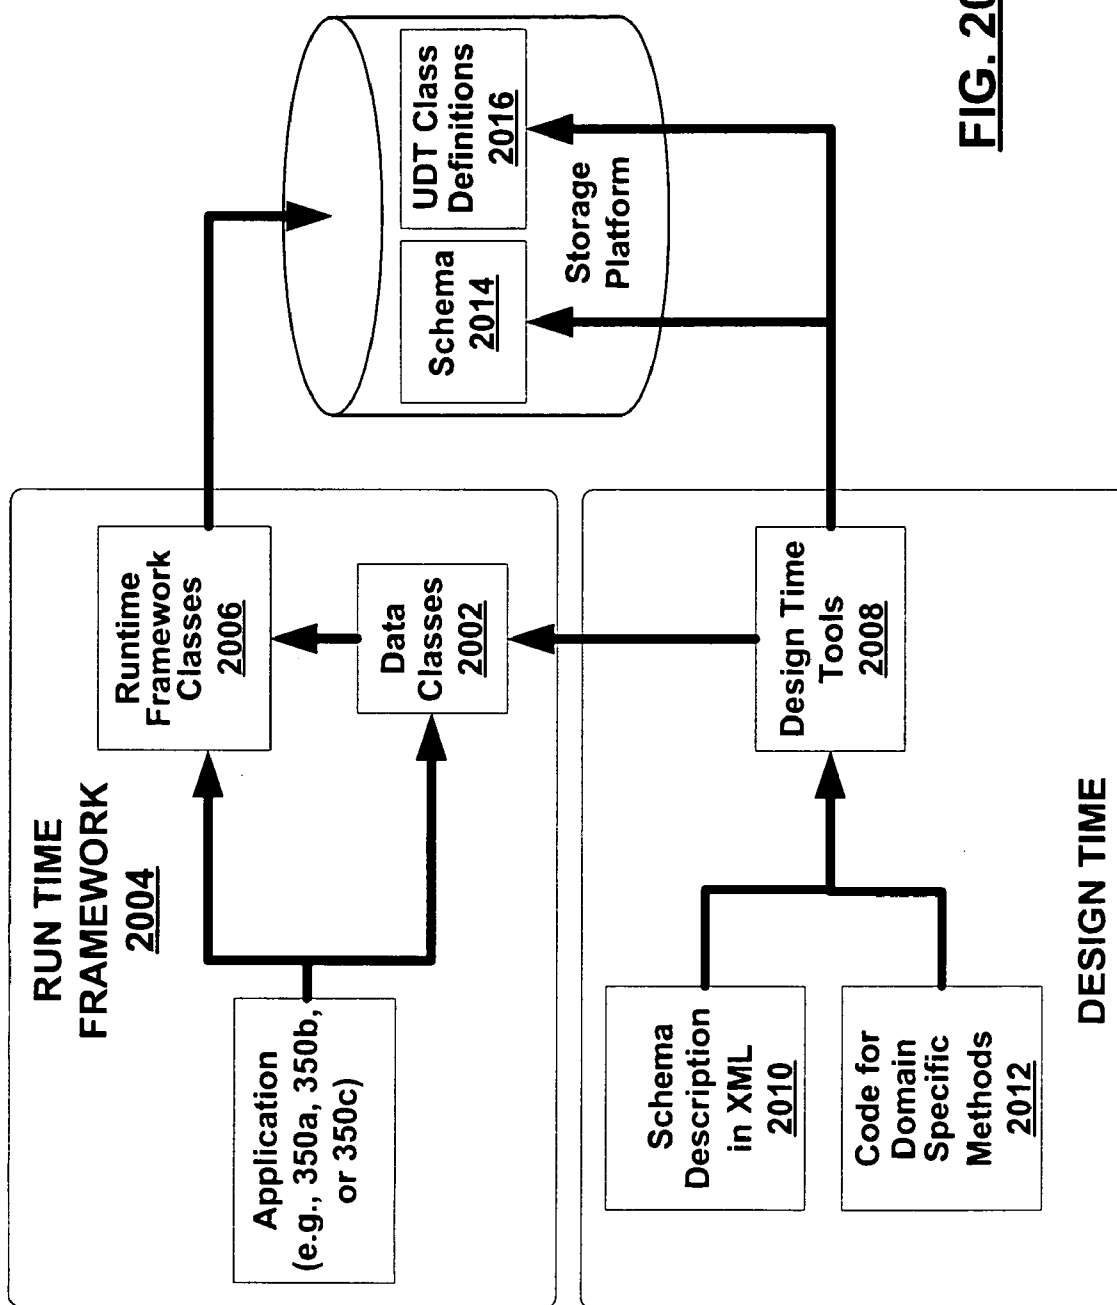 RUN TIME
FRAMEWORK
2004
Application
(e.g., 350a, 350b,
or 350c)
Runtime
Framework
Classes
2006
Data
Classes
2002
Schema
2014
UDT Class
Definitions
2016
Storage
Platform
Schema
Description
in XML
2010
Code for
Domain
Specific
Methods
2012
Design Time
Tools
2008
DESIGN TIME
FIG. 20